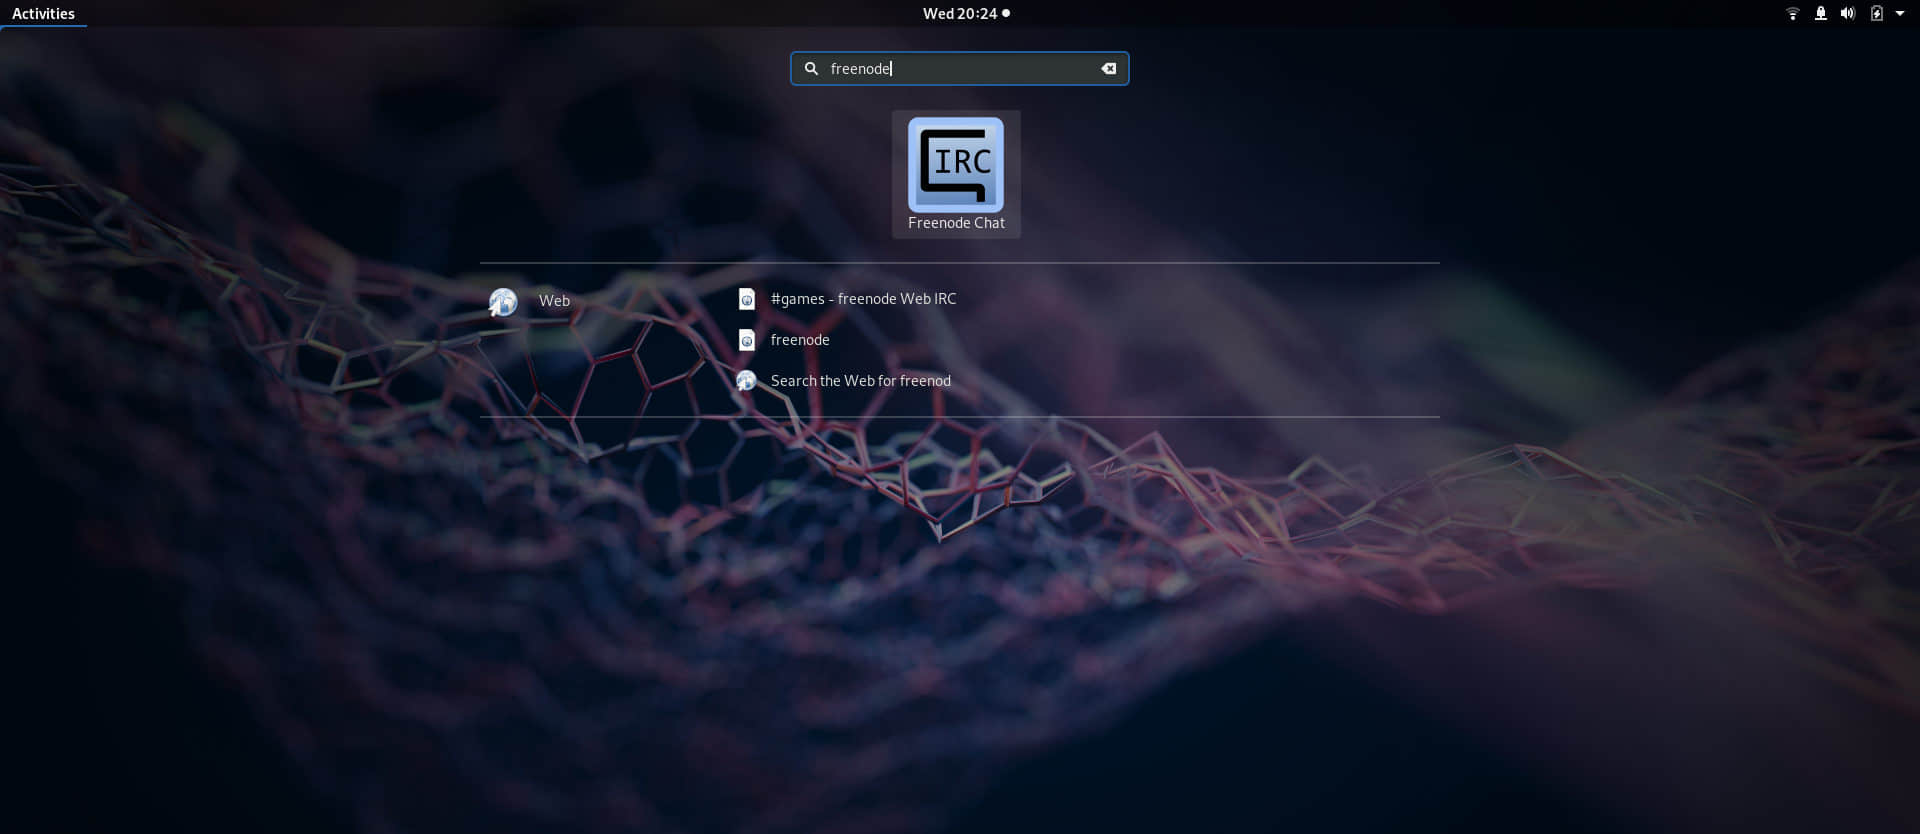 Activities
Wed 20:24
freenode
IRC
Freenode Chat
Web
#games - freenode Web IRC
freenode
Search the Web for freenod